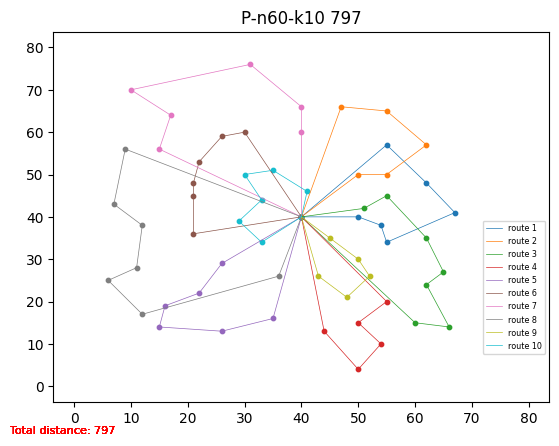 P-n60-k10 797
80
70
60
50
40
30
20
10
0
0 10 20 30 40 50 60 70 80
route 1
route 2
route 3
route 4
route 5
route 6
route 7
route 8
route 9
route 10
Total distance: 797